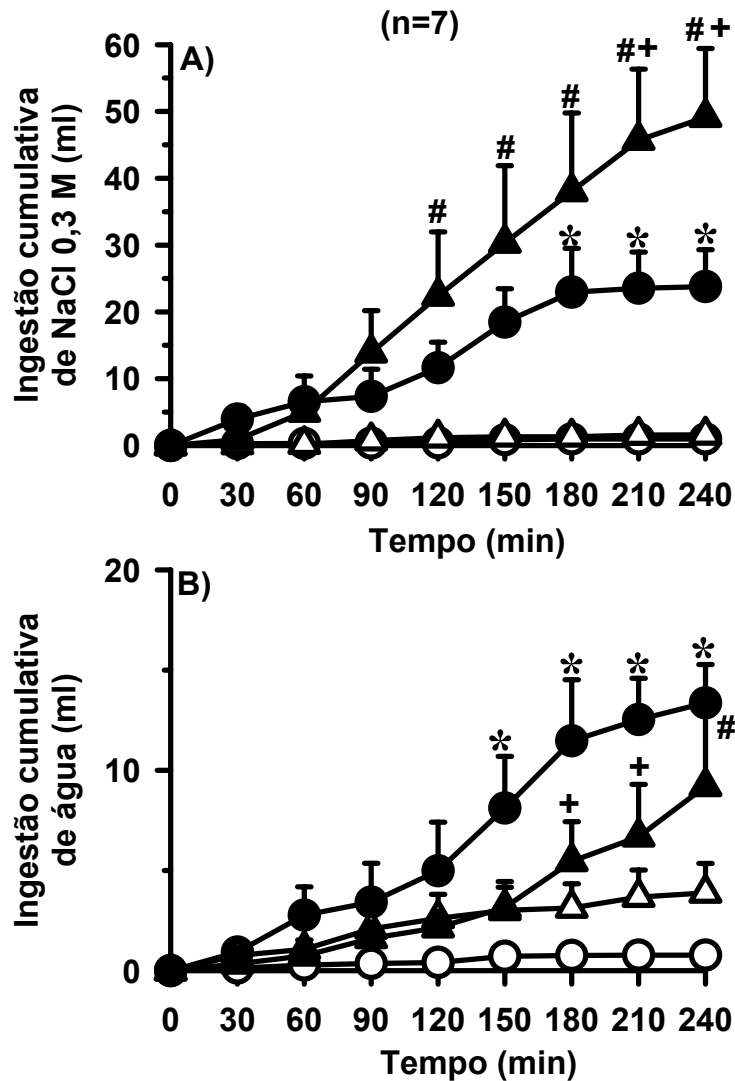 (n=7)
A)
60
50
40
30
20
10
0
Ingestão cumulativa
de NaCl 0,3 M (ml)
# # # #+ #+
* * *
0 30 60 90 120 150 180 210 240
Tempo (min)
B)
20
10
0
Ingestão cumulativa
de água (ml)
* * * *
+ + #
0 30 60 90 120 150 180 210 240
Tempo (min)